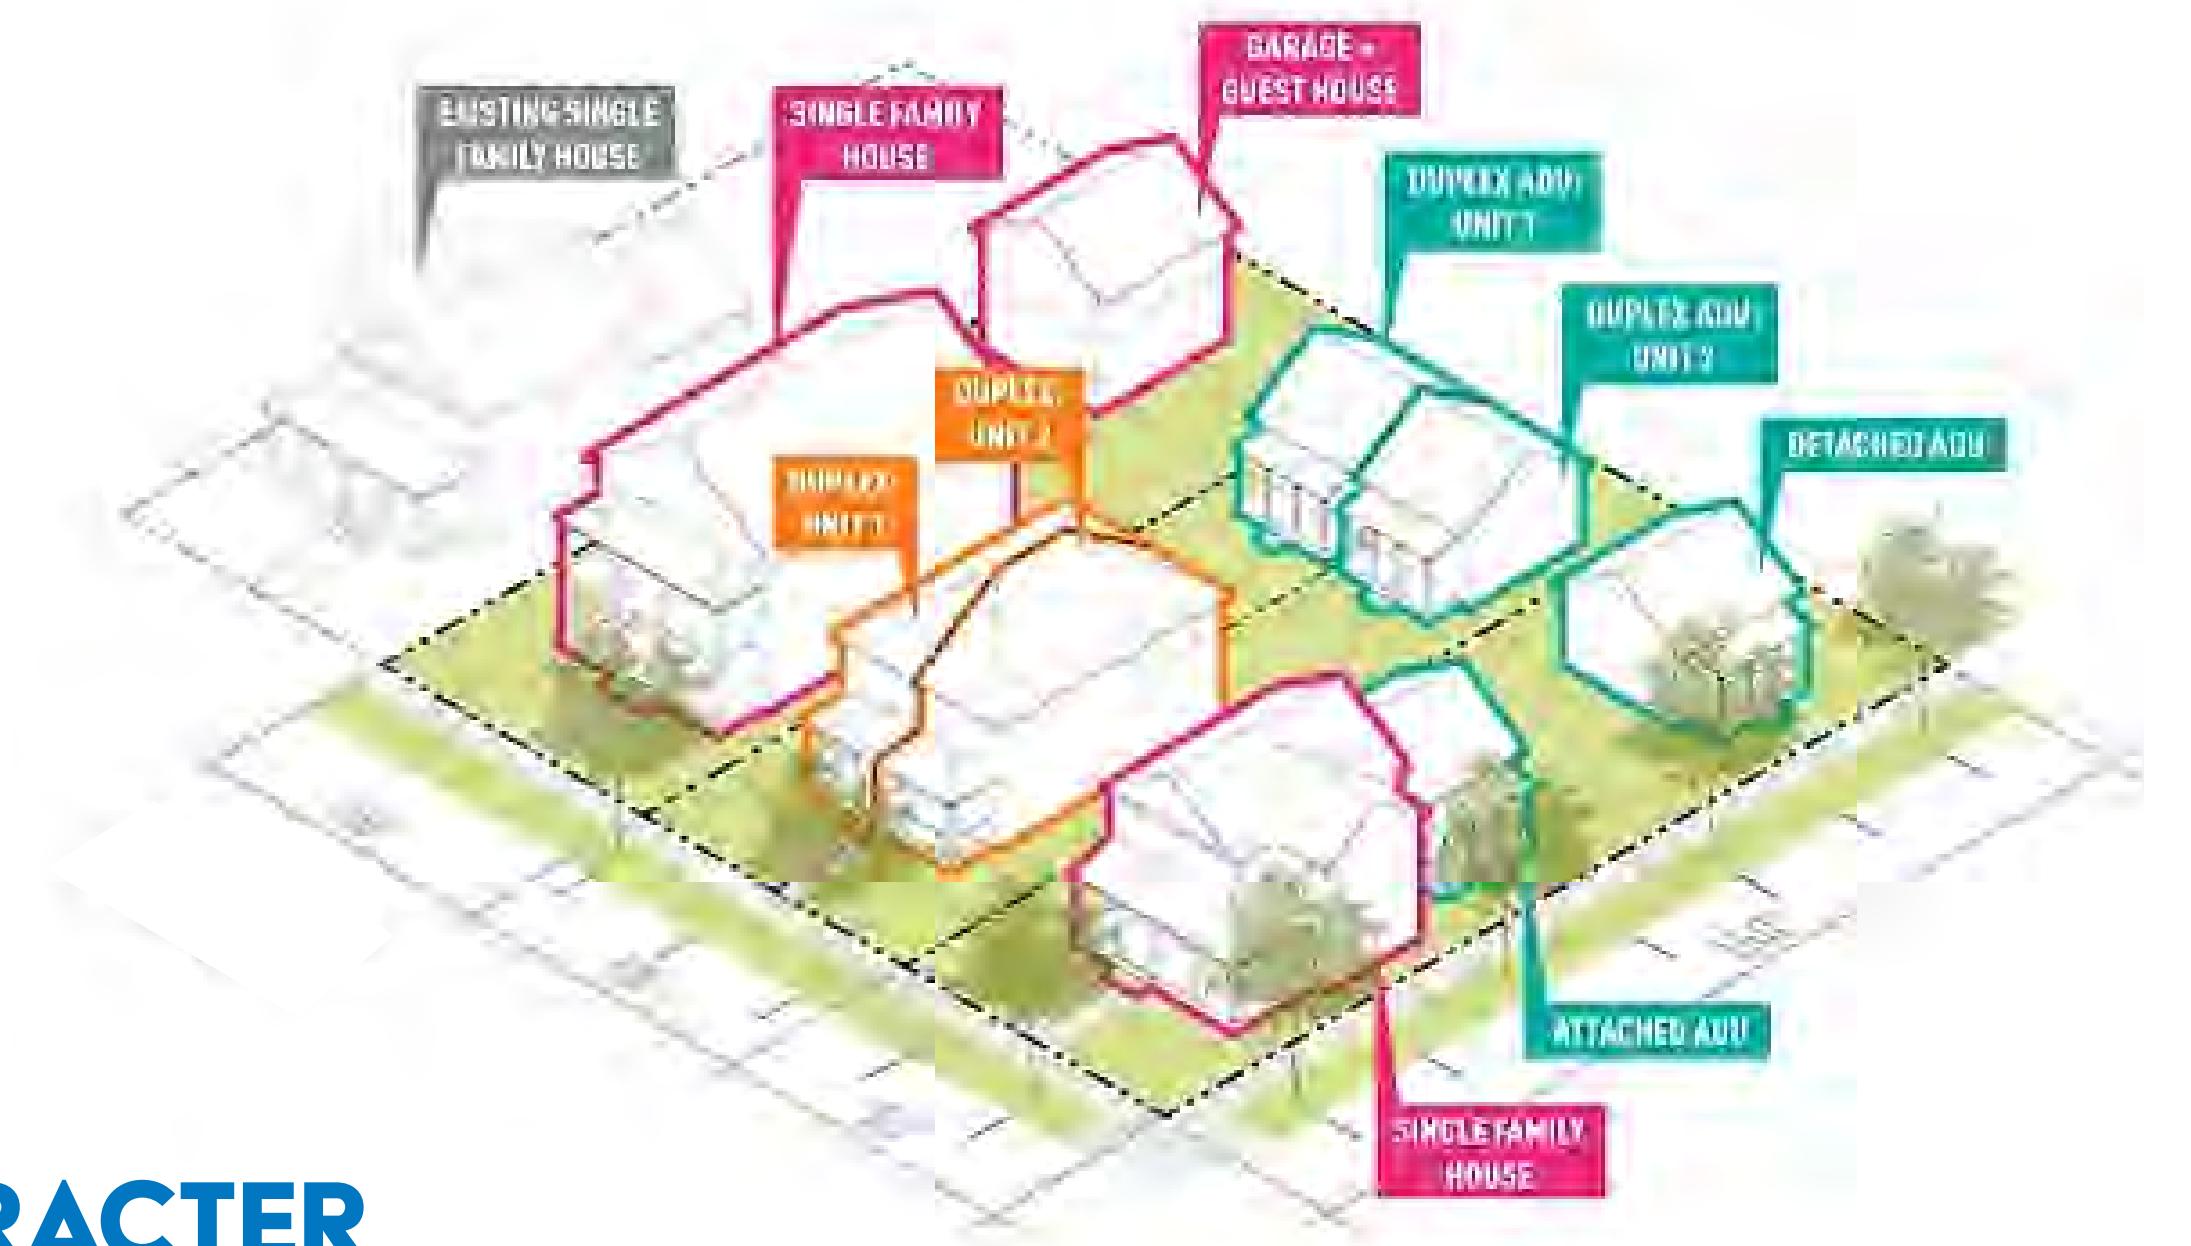 GARAGE +
GUEST HOUSE
EXISTING SINGLE
FAMILY HOUSE
SINGLE FAMILY
HOUSE
DUPLEX ADU:
UNIT 1
DUPLEX ADU:
UNIT 2
DUPLEX:
UNIT 2
DETACHED ADU
DUPLEX:
UNIT 1
ATTACHED ADU
SINGLE FAMILY
HOUSE
RACTER